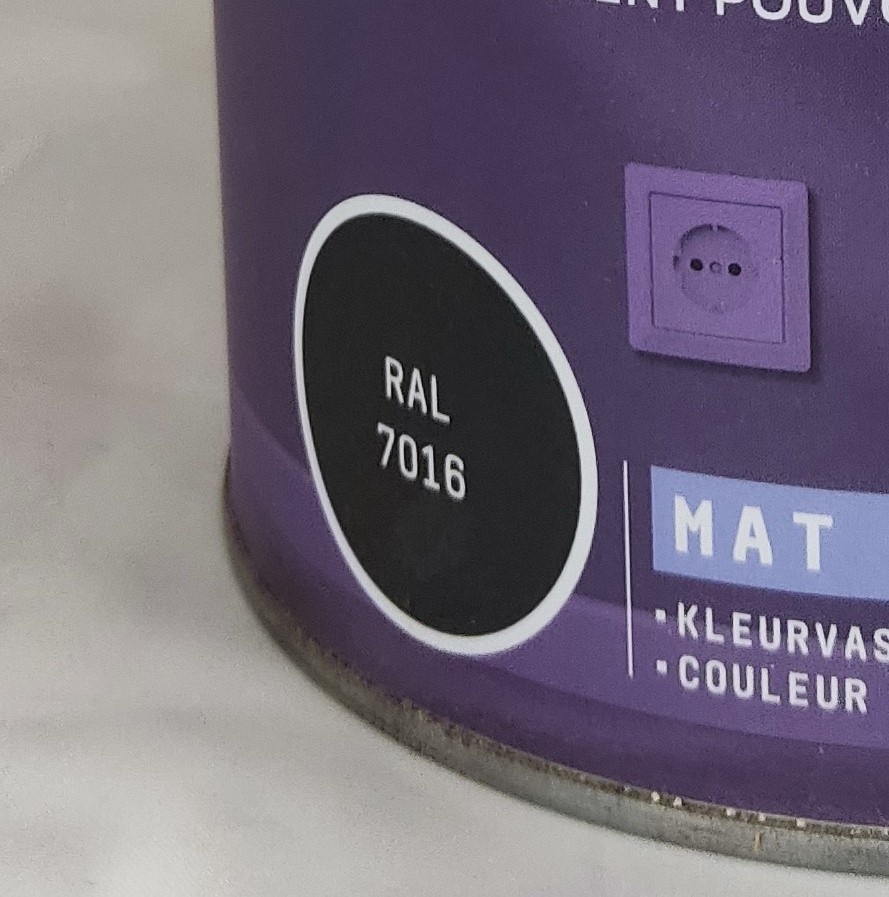 RAL
7016
MAT
• KLEURVAS
• COULEUR